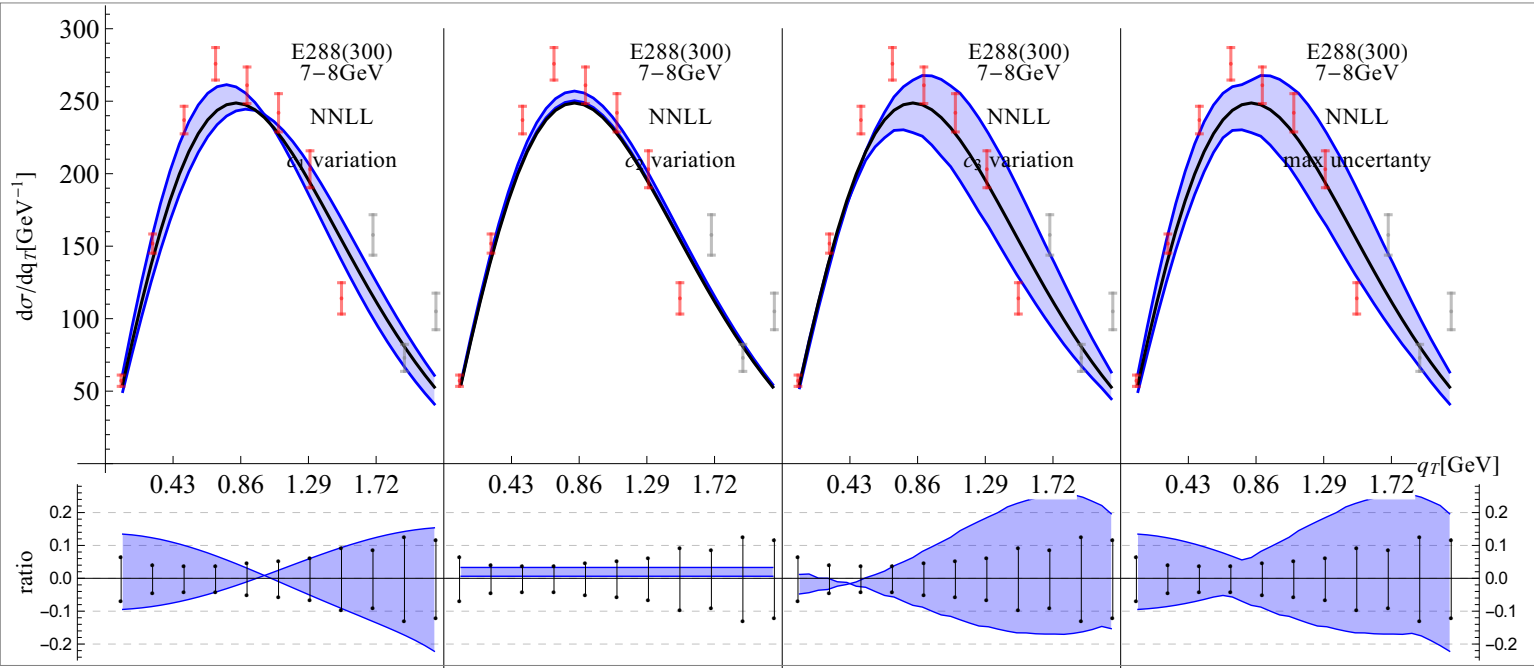 300
250
200
150
100
50
dσ/dq_T[GeV⁻¹]
E288(300)
7−8GeV
NNLL
c₁ variation
E288(300)
7−8GeV
NNLL
c₂ variation
E288(300)
7−8GeV
NNLL
c₃ variation
E288(300)
7−8GeV
NNLL
max uncertanty
q_T[GeV]
0.43 0.86 1.29 1.72
0.43 0.86 1.29 1.72
0.43 0.86 1.29 1.72
0.43 0.86 1.29 1.72
ratio
0.2
0.1
0.0
−0.1
−0.2
0.2
0.1
0.0
−0.1
−0.2